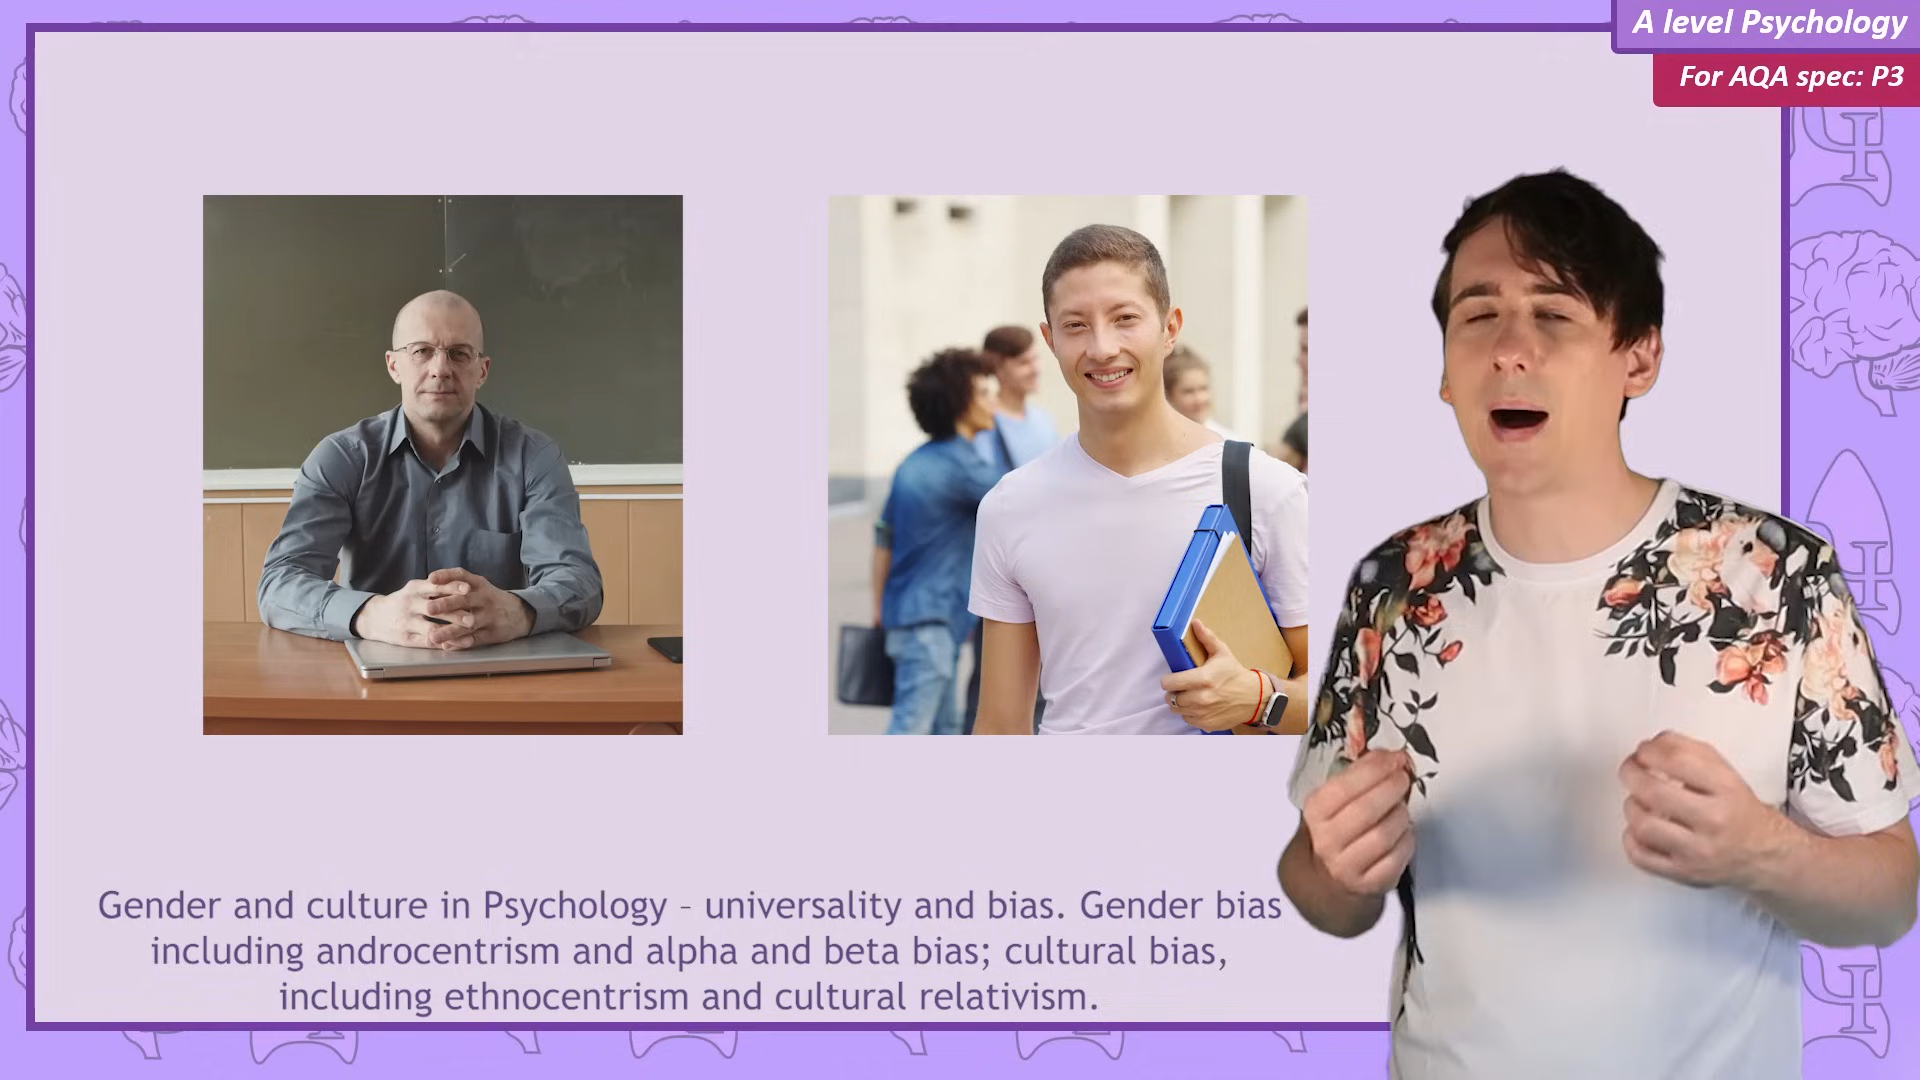 A level Psychology
For AQA spec: P3
Gender and culture in Psychology – universality and bias. Gender bias
including androcentrism and alpha and beta bias; cultural bias,
including ethnocentrism and cultural relativism.